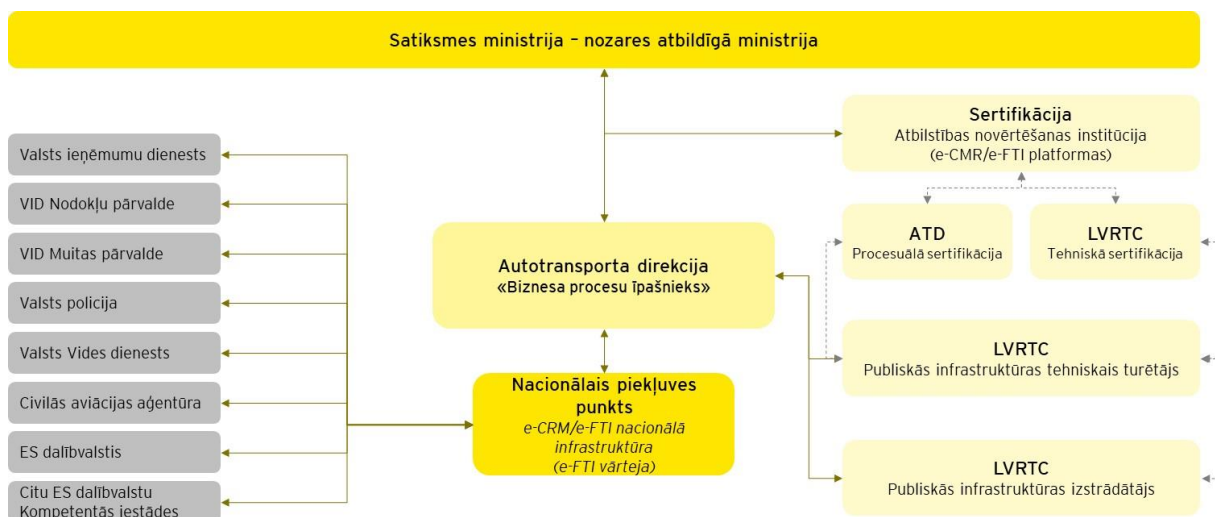 Satiksmes ministrija – nozares atbildīgā ministrija
Valsts ieņēmumu dienests
VID Nodokļu pārvalde
VID Muitas pārvalde
Valsts policija
Valsts Vides dienests
Civilās aviācijas aģentūra
ES dalībvalstis
Citu ES dalībvalstu
Kompetentās iestādes
Autotransporta direkcija
«Biznesa procesu īpašnieks»
Nacionālais piekļuves
punkts
e-CRM/e-FTI nacionālā
infrastruktūra
(e-FTI vārteja)
Sertifikācija
Atbilstības novērtēšanas institūcija
(e-CMR/e-FTI platformas)
ATD
Procesuālā sertifikācija
LVRTC
Tehniskā sertifikācija
LVRTC
Publiskās infrastruktūras tehniskais turētājs
LVRTC
Publiskās infrastruktūras izstrādātājs